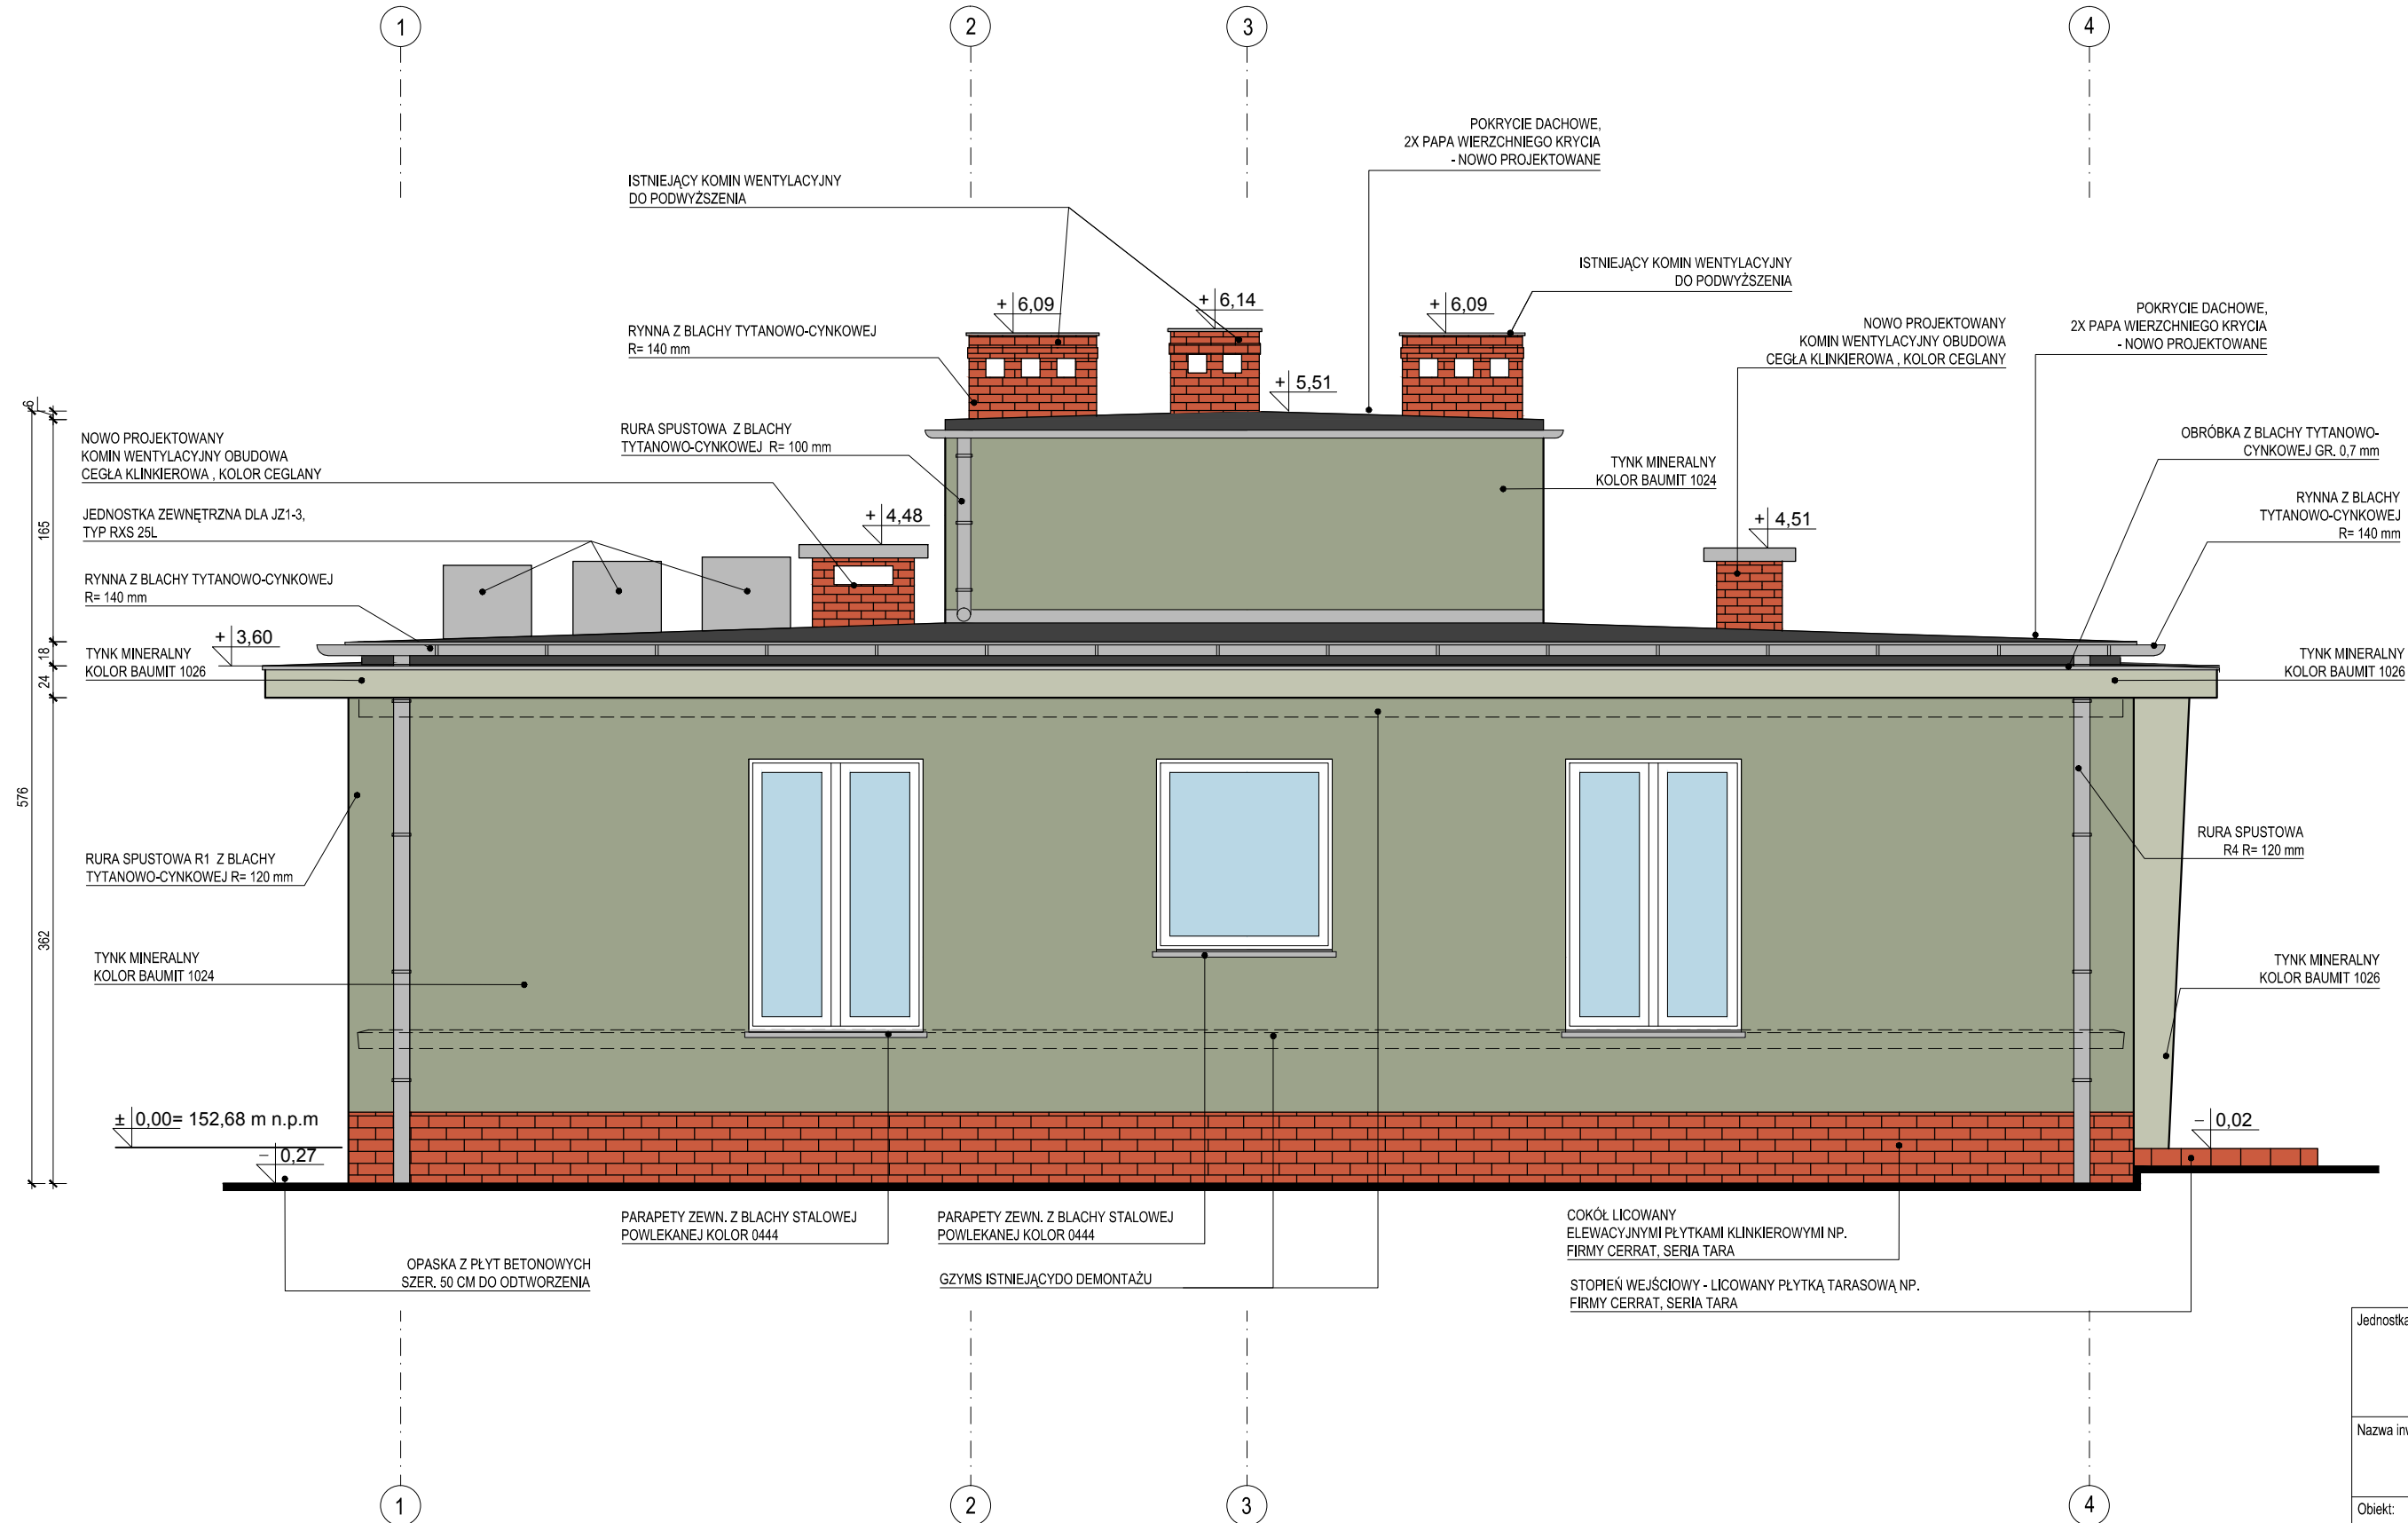 1
2
3
4
POKRYCIE DACHOWE,
2X PAPA WIERZCHNIEGO KRYCIA
- NOWO PROJEKTOWANE
ISTNIEJĄCY KOMIN WENTYLACYJNY
DO PODWYŻSZENIA
ISTNIEJĄCY KOMIN WENTYLACYJNY
DO PODWYŻSZENIA
+ 6,09
+ 6,14
+ 6,09
RYNNA Z BLACHY TYTANOWO-CYNKOWEJ
R= 140 mm
NOWO PROJEKTOWANY
KOMIN WENTYLACYJNY OBUDOWA
CEGŁA KLINKIEROWA , KOLOR CEGLANY
POKRYCIE DACHOWE,
2X PAPA WIERZCHNIEGO KRYCIA
- NOWO PROJEKTOWANE
+ 5,51
6
NOWO PROJEKTOWANY
KOMIN WENTYLACYJNY OBUDOWA
CEGŁA KLINKIEROWA , KOLOR CEGLANY
RURA SPUSTOWA Z BLACHY
TYTANOWO-CYNKOWEJ R= 100 mm
TYNK MINERALNY
KOLOR BAUMIT 1024
OBRÓBKA Z BLACHY TYTANOWO-
CYNKOWEJ GR. 0,7 mm
RYNNA Z BLACHY
TYTANOWO-CYNKOWEJ
R= 140 mm
165
JEDNOSTKA ZEWNĘTRZNA DLA JZ1-3,
TYP RXS 25L
+ 4,48
+ 4,51
RYNNA Z BLACHY TYTANOWO-CYNKOWEJ
R= 140 mm
+ 3,60
18
24
TYNK MINERALNY
KOLOR BAUMIT 1026
TYNK MINERALNY
KOLOR BAUMIT 1026
576
362
RURA SPUSTOWA R1 Z BLACHY
TYTANOWO-CYNKOWEJ R= 120 mm
RURA SPUSTOWA
R4 R= 120 mm
TYNK MINERALNY
KOLOR BAUMIT 1024
TYNK MINERALNY
KOLOR BAUMIT 1026
± 0,00= 152,68 m n.p.m
- 0,27
- 0,02
PARAPETY ZEWN. Z BLACHY STALOWEJ
POWLEKANEJ KOLOR 0444
PARAPETY ZEWN. Z BLACHY STALOWEJ
POWLEKANEJ KOLOR 0444
COKÓŁ LICOWANY
ELEWACYJNYMI PŁYTKAMI KLINKIEROWYMI NP.
FIRMY CERRAT, SERIA TARA
OPASKA Z PŁYT BETONOWYCH
SZER. 50 CM DO ODTWORZENIA
GZYMS ISTNIEJĄCYDO DEMONTAŻU
STOPIEŃ WEJŚCIOWY - LICOWANY PŁYTKĄ TARASOWĄ NP.
FIRMY CERRAT, SERIA TARA
Jednostka
Nazwa inw
Obiekt:
1
2
3
4